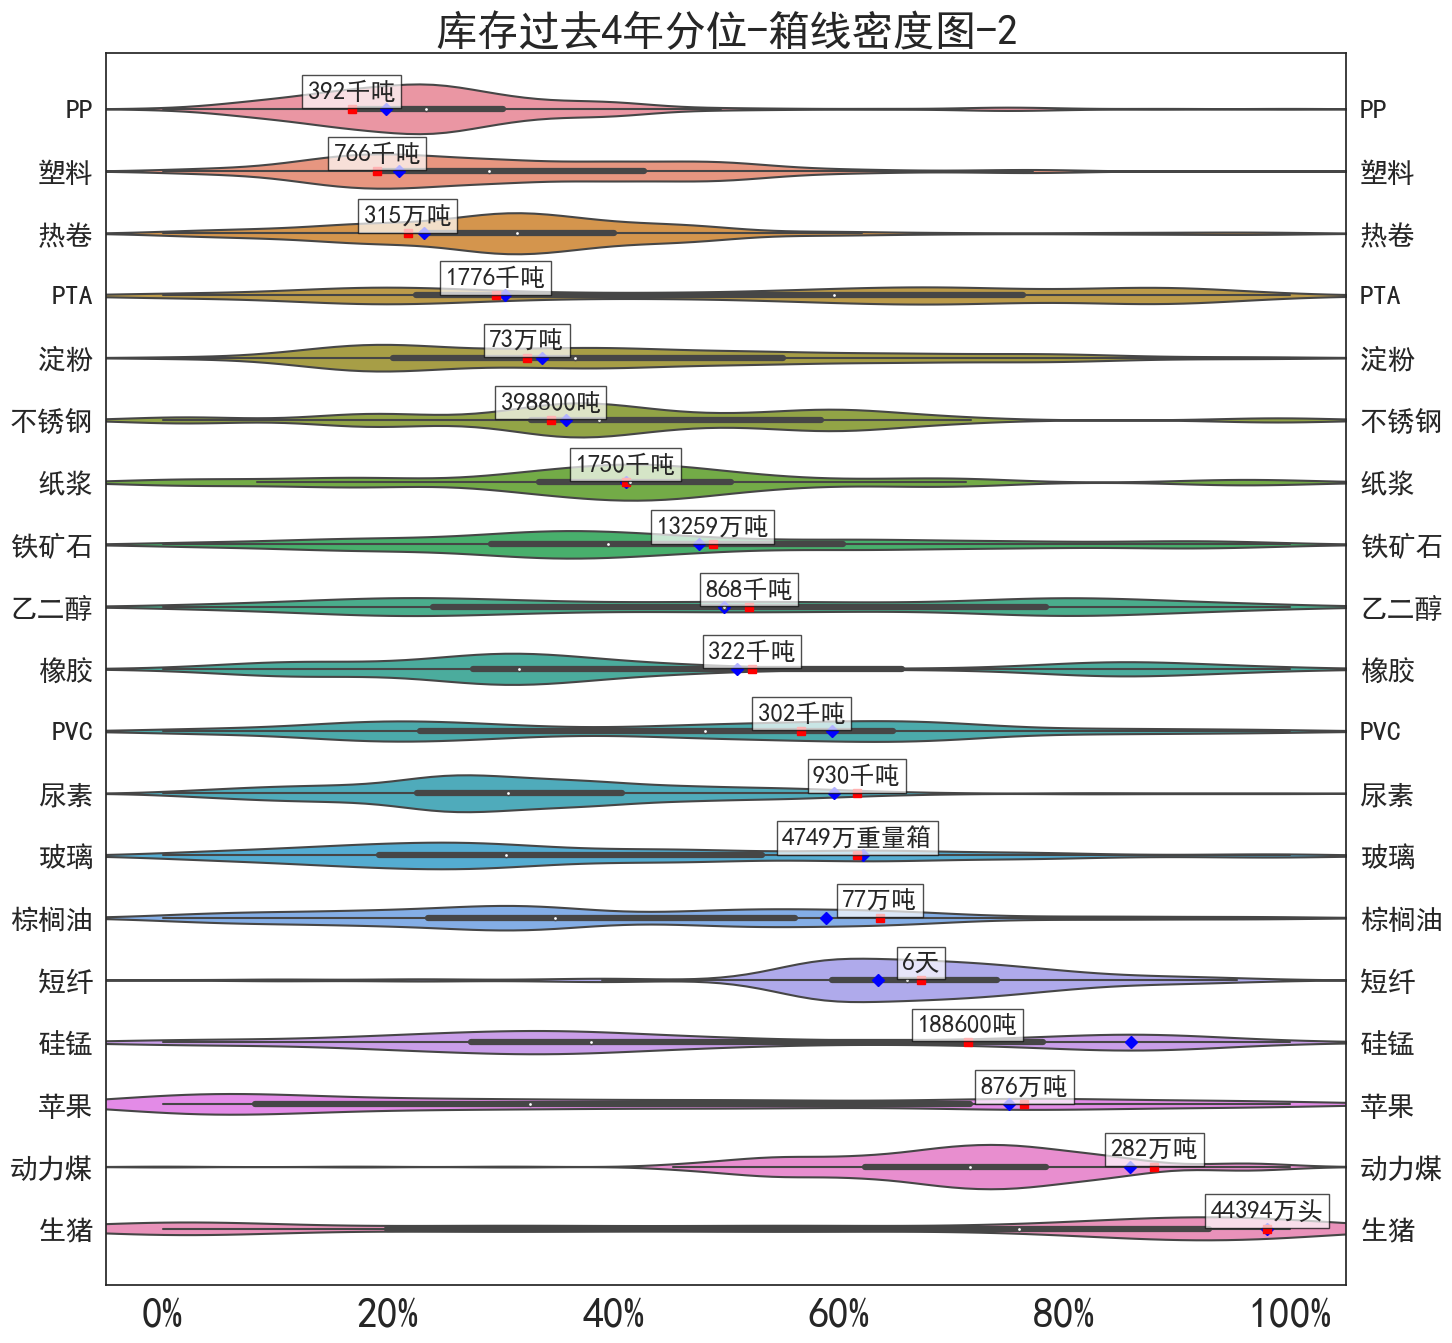 库存过去4年分位-箱线密度图-2
PP 392千吨 PP
塑料 766千吨 塑料
热卷 315万吨 热卷
PTA 1776千吨 PTA
淀粉 73万吨 淀粉
不锈钢 398800吨 不锈钢
纸浆 1750千吨 纸浆
铁矿石 13259万吨 铁矿石
乙二醇 868千吨 乙二醇
橡胶 322千吨 橡胶
PVC 302千吨 PVC
尿素 930千吨 尿素
玻璃 4749万重量箱 玻璃
棕榈油 77万吨 棕榈油
短纤 6天 短纤
硅锰 188600吨 硅锰
苹果 876万吨 苹果
动力煤 282万吨 动力煤
生猪 44394万头 生猪
0% 20% 40% 60% 80% 100%